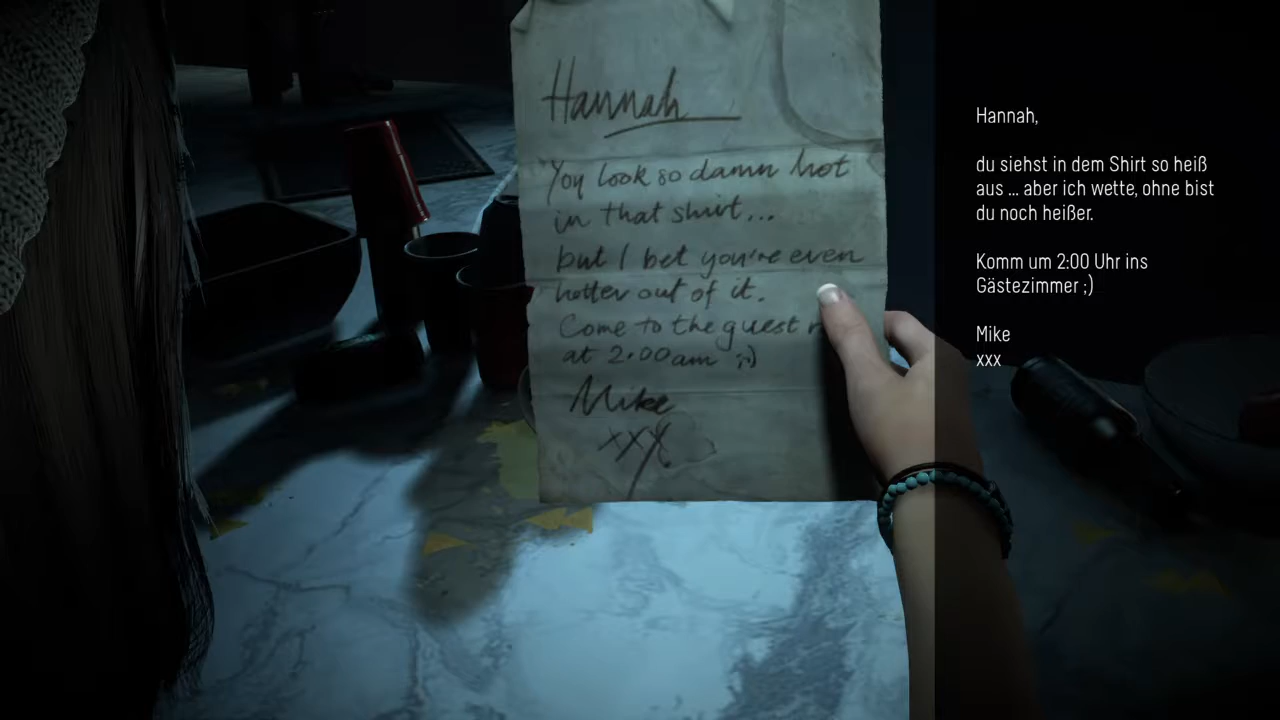 Hannah
You look so damn hot
in that shirt...
but I bet you're even
hotter out of it.
Come to the guest r
at 2:00am ;)
Mike
xxx
Hannah,
du siehst in dem Shirt so heiß
aus ... aber ich wette, ohne bist
du noch heißer.
Komm um 2:00 Uhr ins
Gästezimmer ;)
Mike
xxx